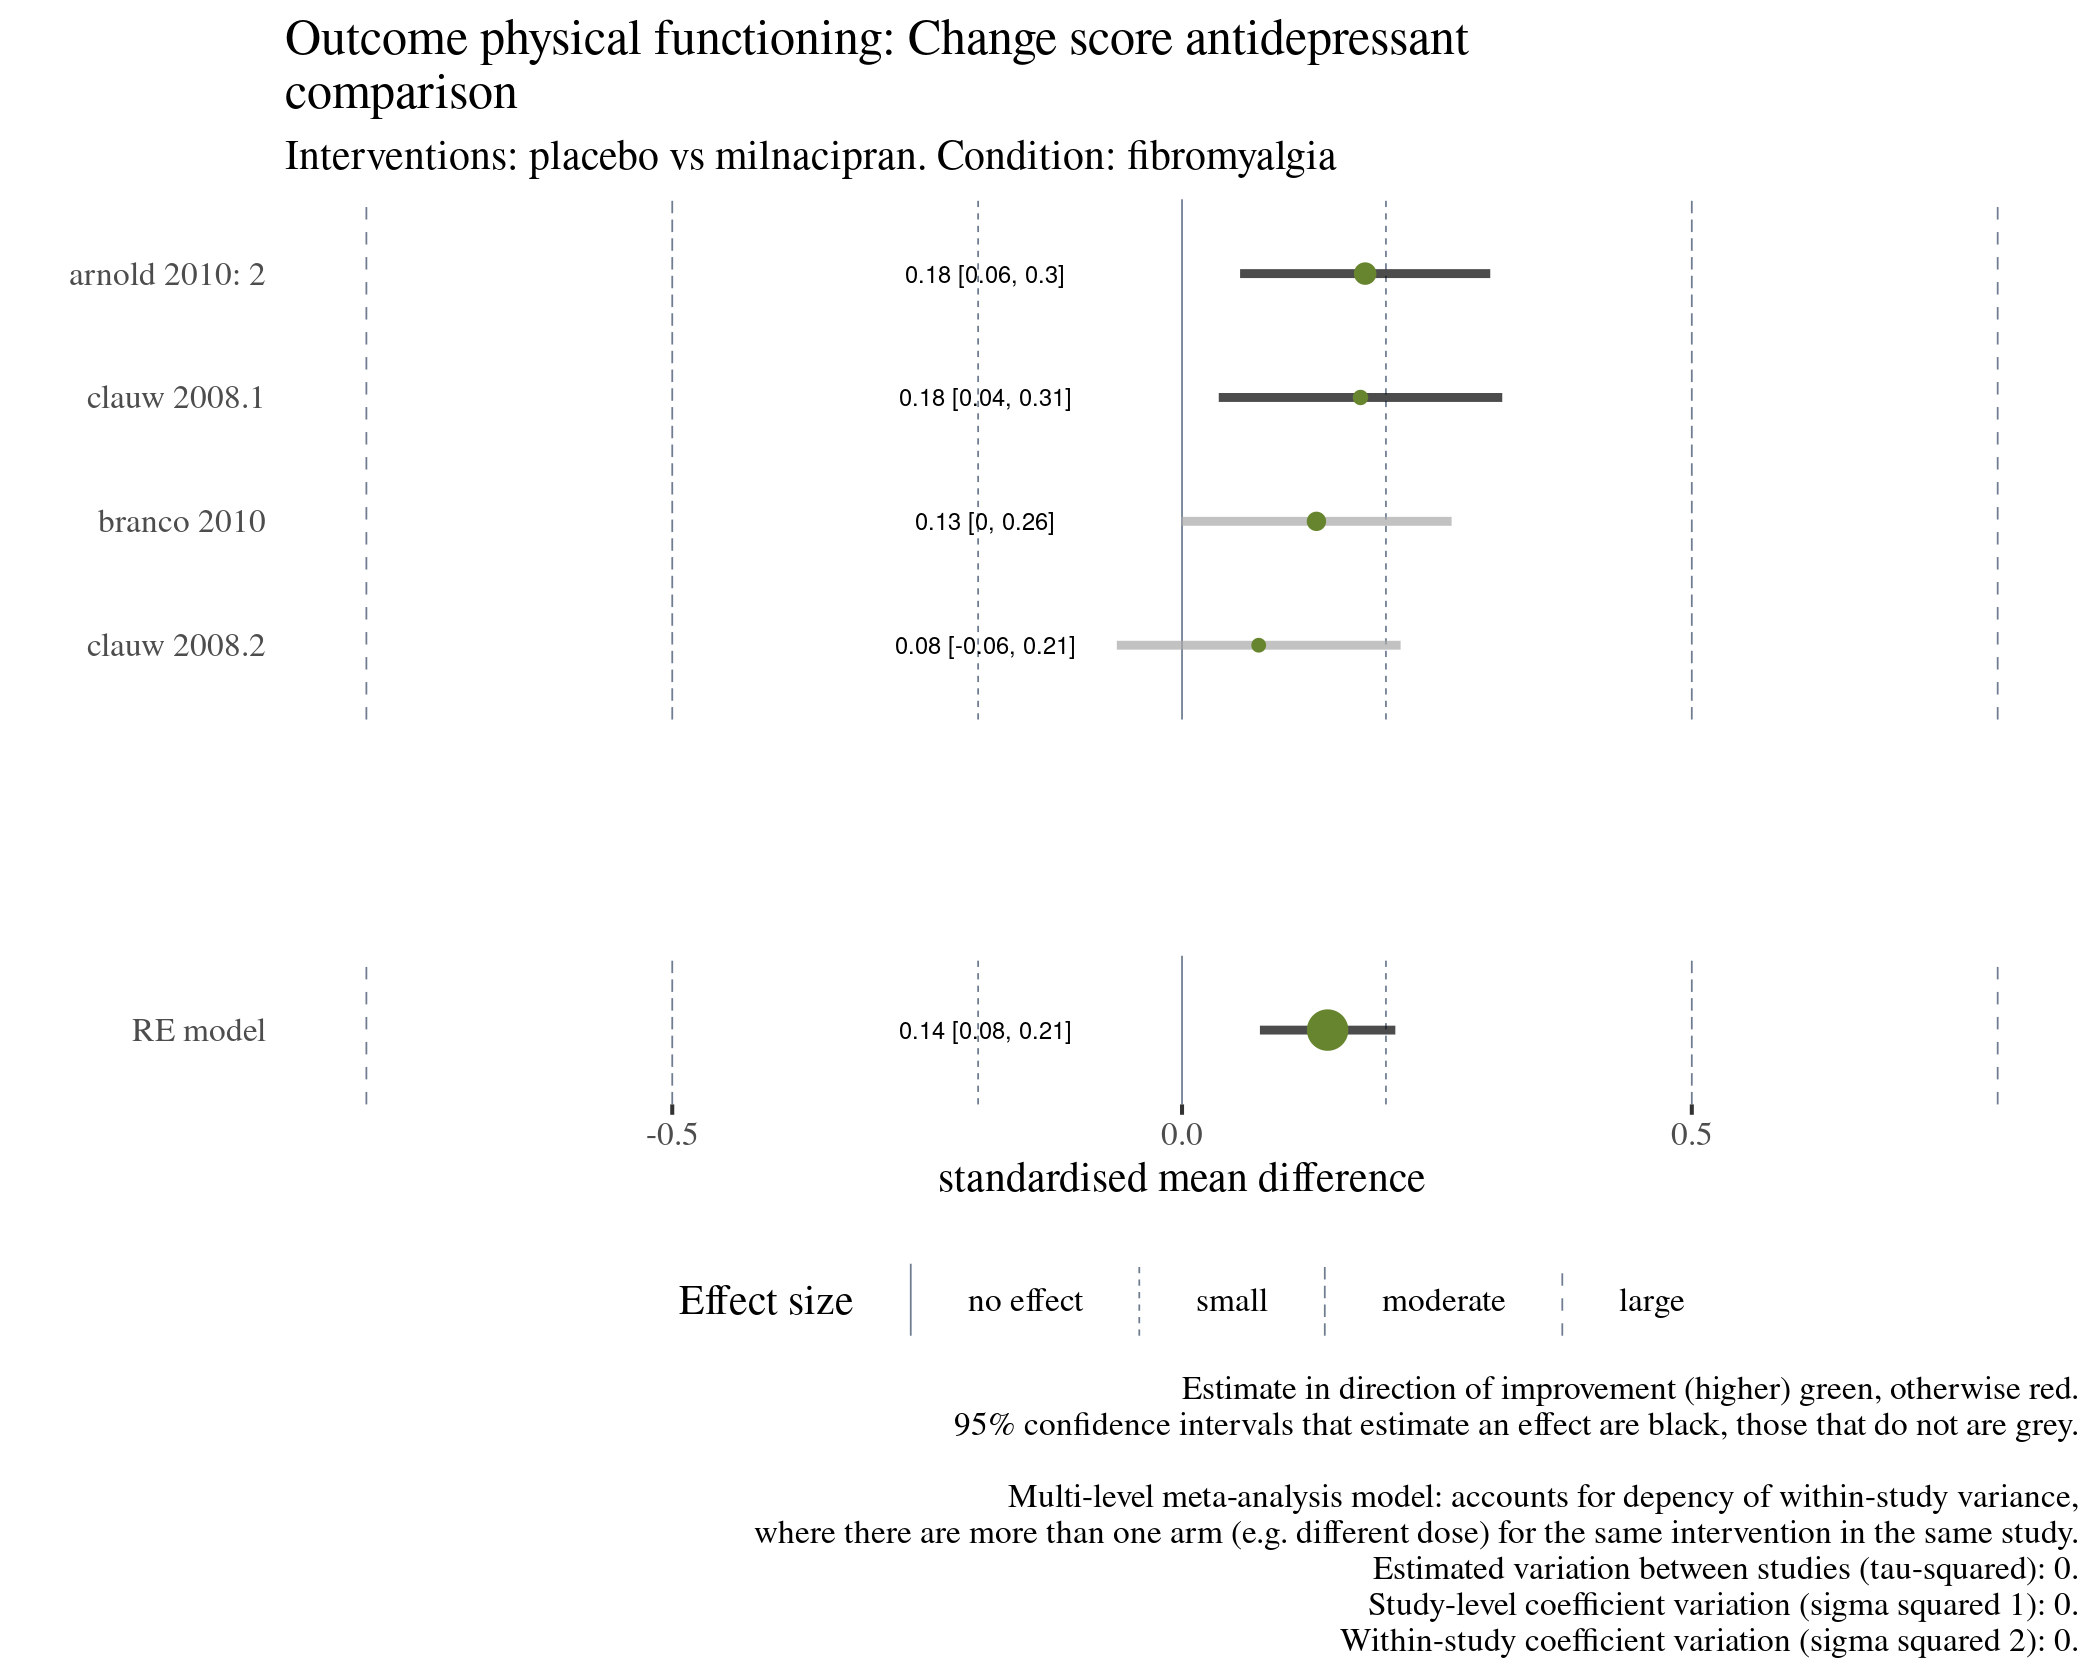 Outcome physical functioning: Change score antidepressant
comparison
Interventions: placebo vs milnacipran. Condition: fibromyalgia
arnold 2010: 2
0.18 [0.06, 0.3]
clauw 2008.1
0.18 [0.04, 0.31]
branco 2010
0.13 [0, 0.26]
clauw 2008.2
0.08 [-0.06, 0.21]
RE model
0.14 [0.08, 0.21]
-0.5 0.0 0.5
standardised mean difference
Effect size no effect small moderate large
Estimate in direction of improvement (higher) green, otherwise red.
95% confidence intervals that estimate an effect are black, those that do not are grey.
Multi-level meta-analysis model: accounts for depency of within-study variance,
where there are more than one arm (e.g. different dose) for the same intervention in the same study.
Estimated variation between studies (tau-squared): 0.
Study-level coefficient variation (sigma squared 1): 0.
Within-study coefficient variation (sigma squared 2): 0.